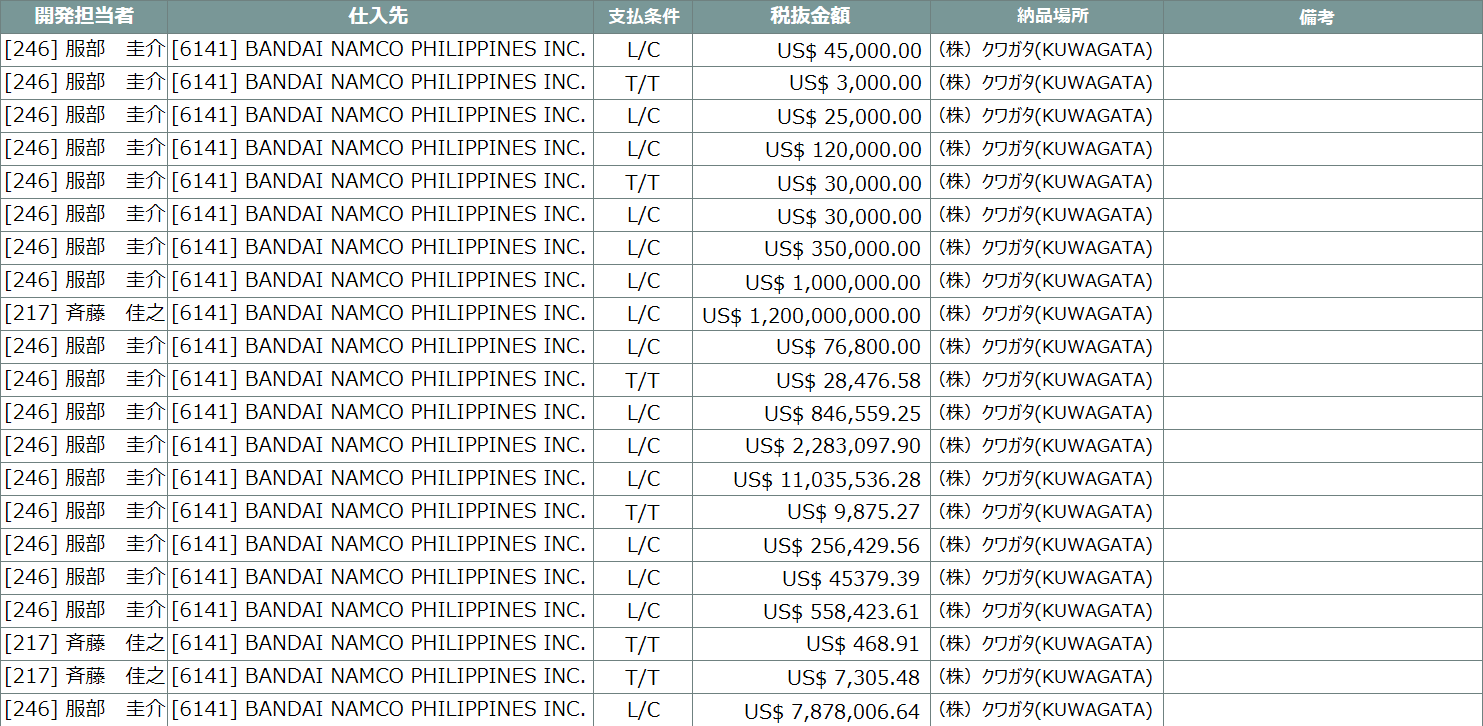 開発担当者 仕入先 支払条件 税抜金額 納品場所 備考
[246] 服部　圭介 [6141] BANDAI NAMCO PHILIPPINES INC. L/C US$ 45,000.00 （株）クワガタ(KUWAGATA)
[246] 服部　圭介 [6141] BANDAI NAMCO PHILIPPINES INC. T/T US$ 3,000.00 （株）クワガタ(KUWAGATA)
[246] 服部　圭介 [6141] BANDAI NAMCO PHILIPPINES INC. L/C US$ 25,000.00 （株）クワガタ(KUWAGATA)
[246] 服部　圭介 [6141] BANDAI NAMCO PHILIPPINES INC. L/C US$ 120,000.00 （株）クワガタ(KUWAGATA)
[246] 服部　圭介 [6141] BANDAI NAMCO PHILIPPINES INC. T/T US$ 30,000.00 （株）クワガタ(KUWAGATA)
[246] 服部　圭介 [6141] BANDAI NAMCO PHILIPPINES INC. L/C US$ 30,000.00 （株）クワガタ(KUWAGATA)
[246] 服部　圭介 [6141] BANDAI NAMCO PHILIPPINES INC. L/C US$ 350,000.00 （株）クワガタ(KUWAGATA)
[246] 服部　圭介 [6141] BANDAI NAMCO PHILIPPINES INC. L/C US$ 1,000,000.00 （株）クワガタ(KUWAGATA)
[217] 斉藤　佳之 [6141] BANDAI NAMCO PHILIPPINES INC. L/C US$ 1,200,000,000.00 （株）クワガタ(KUWAGATA)
[246] 服部　圭介 [6141] BANDAI NAMCO PHILIPPINES INC. L/C US$ 76,800.00 （株）クワガタ(KUWAGATA)
[246] 服部　圭介 [6141] BANDAI NAMCO PHILIPPINES INC. T/T US$ 28,476.58 （株）クワガタ(KUWAGATA)
[246] 服部　圭介 [6141] BANDAI NAMCO PHILIPPINES INC. L/C US$ 846,559.25 （株）クワガタ(KUWAGATA)
[246] 服部　圭介 [6141] BANDAI NAMCO PHILIPPINES INC. L/C US$ 2,283,097.90 （株）クワガタ(KUWAGATA)
[246] 服部　圭介 [6141] BANDAI NAMCO PHILIPPINES INC. L/C US$ 11,035,536.28 （株）クワガタ(KUWAGATA)
[246] 服部　圭介 [6141] BANDAI NAMCO PHILIPPINES INC. T/T US$ 9,875.27 （株）クワガタ(KUWAGATA)
[246] 服部　圭介 [6141] BANDAI NAMCO PHILIPPINES INC. L/C US$ 256,429.56 （株）クワガタ(KUWAGATA)
[246] 服部　圭介 [6141] BANDAI NAMCO PHILIPPINES INC. L/C US$ 45379.39 （株）クワガタ(KUWAGATA)
[246] 服部　圭介 [6141] BANDAI NAMCO PHILIPPINES INC. L/C US$ 558,423.61 （株）クワガタ(KUWAGATA)
[217] 斉藤　佳之 [6141] BANDAI NAMCO PHILIPPINES INC. T/T US$ 468.91 （株）クワガタ(KUWAGATA)
[217] 斉藤　佳之 [6141] BANDAI NAMCO PHILIPPINES INC. T/T US$ 7,305.48 （株）クワガタ(KUWAGATA)
[246] 服部　圭介 [6141] BANDAI NAMCO PHILIPPINES INC. L/C US$ 7,878,006.64 （株）クワガタ(KUWAGATA)